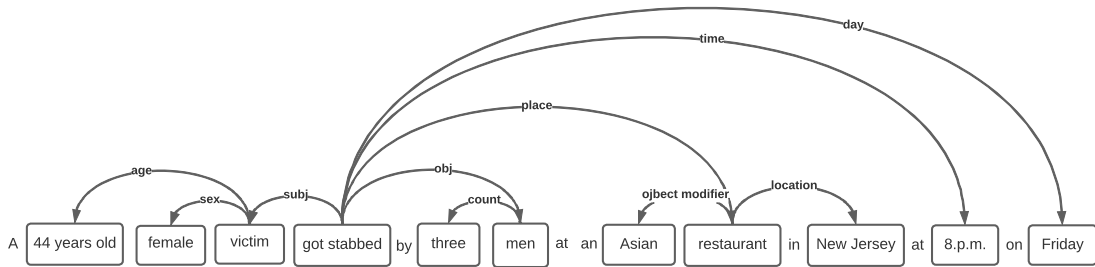 day
time
place
age
obj
sex
subj
count
ojbect modifier
location
A 44 years old female victim got stabbed by three men at an Asian restaurant in New Jersey at 8.p.m. on Friday